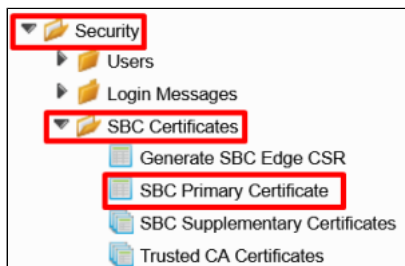 Security
Users
Login Messages
SBC Certificates
Generate SBC Edge CSR
SBC Primary Certificate
SBC Supplementary Certificates
Trusted CA Certificates